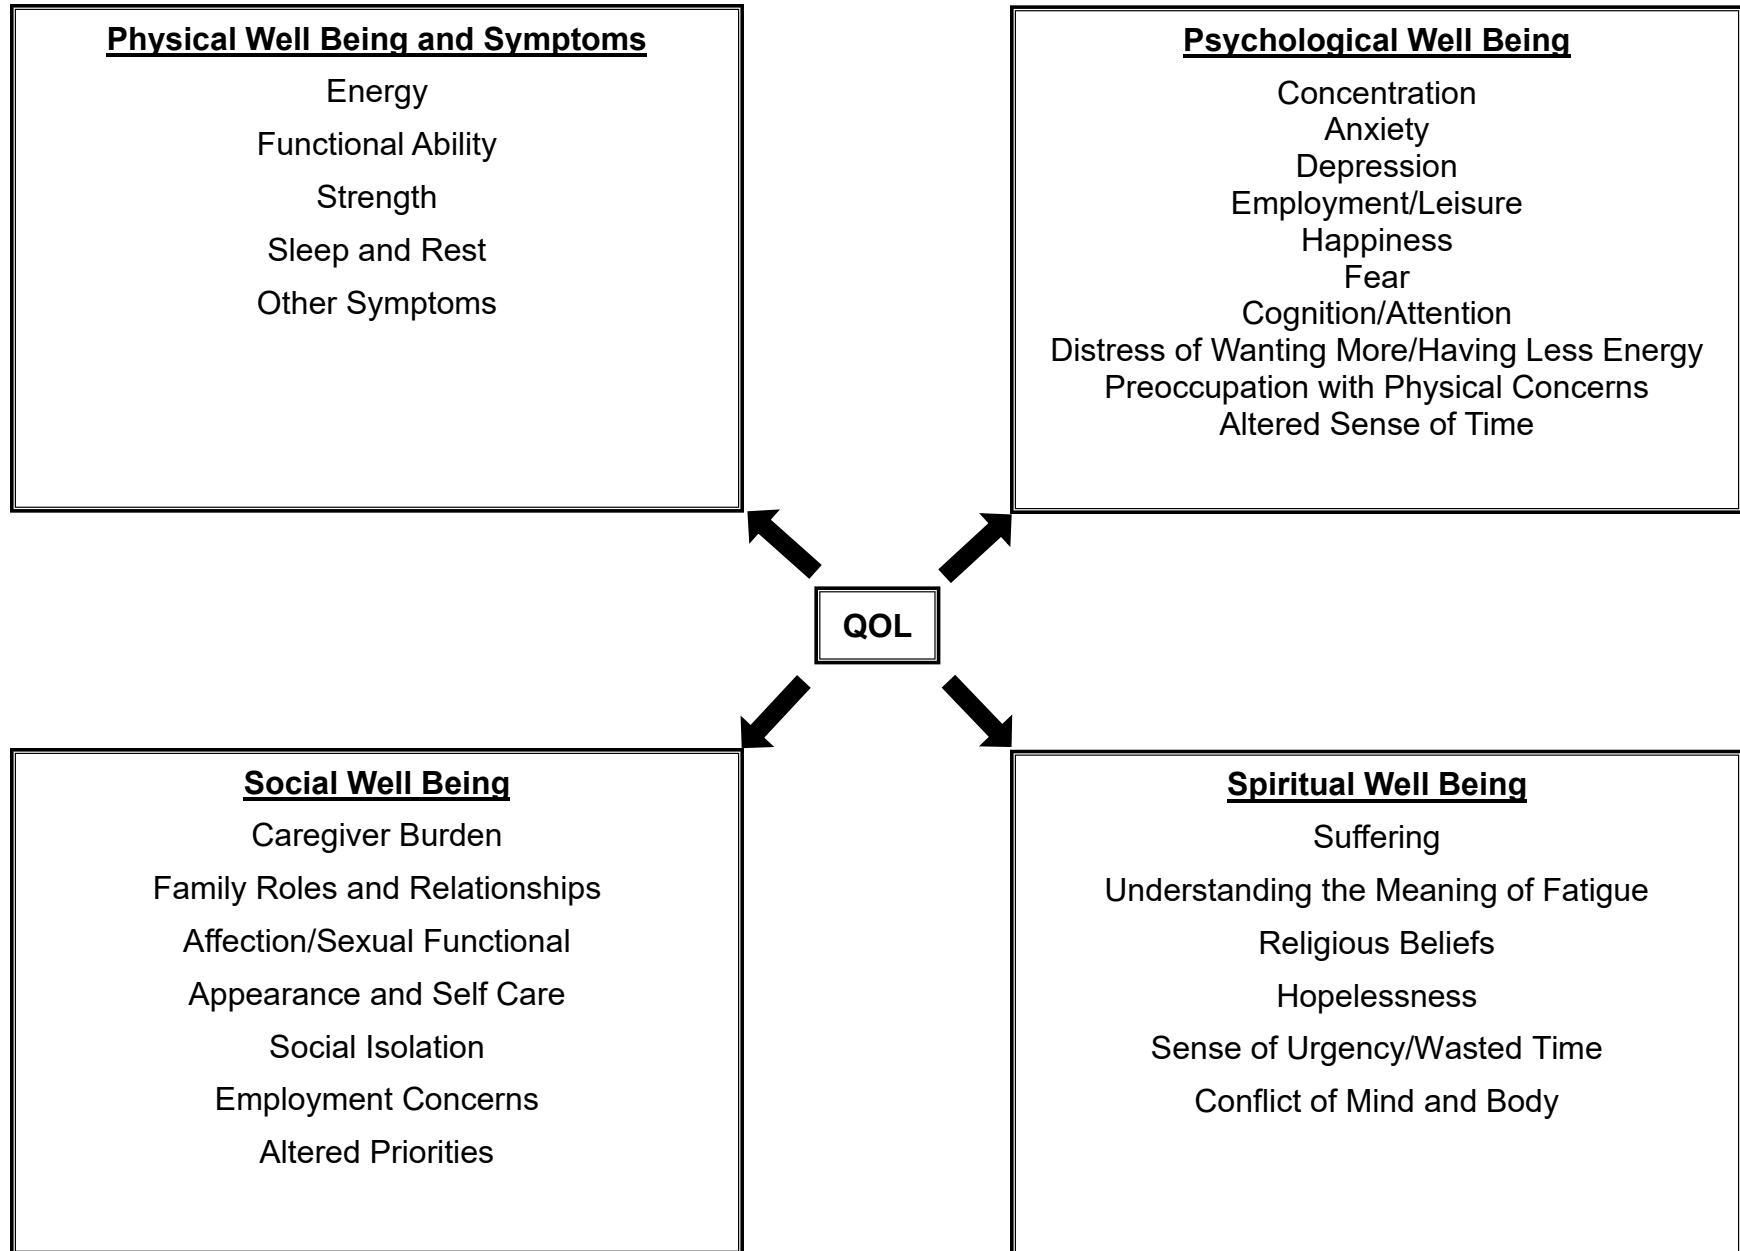 Physical Well Being and Symptoms
Energy
Functional Ability
Strength
Sleep and Rest
Other Symptoms
Psychological Well Being
Concentration
Anxiety
Depression
Employment/Leisure
Happiness
Fear
Cognition/Attention
Distress of Wanting More/Having Less Energy
Preoccupation with Physical Concerns
Altered Sense of Time
QOL
Social Well Being
Caregiver Burden
Family Roles and Relationships
Affection/Sexual Functional
Appearance and Self Care
Social Isolation
Employment Concerns
Altered Priorities
Spiritual Well Being
Suffering
Understanding the Meaning of Fatigue
Religious Beliefs
Hopelessness
Sense of Urgency/Wasted Time
Conflict of Mind and Body